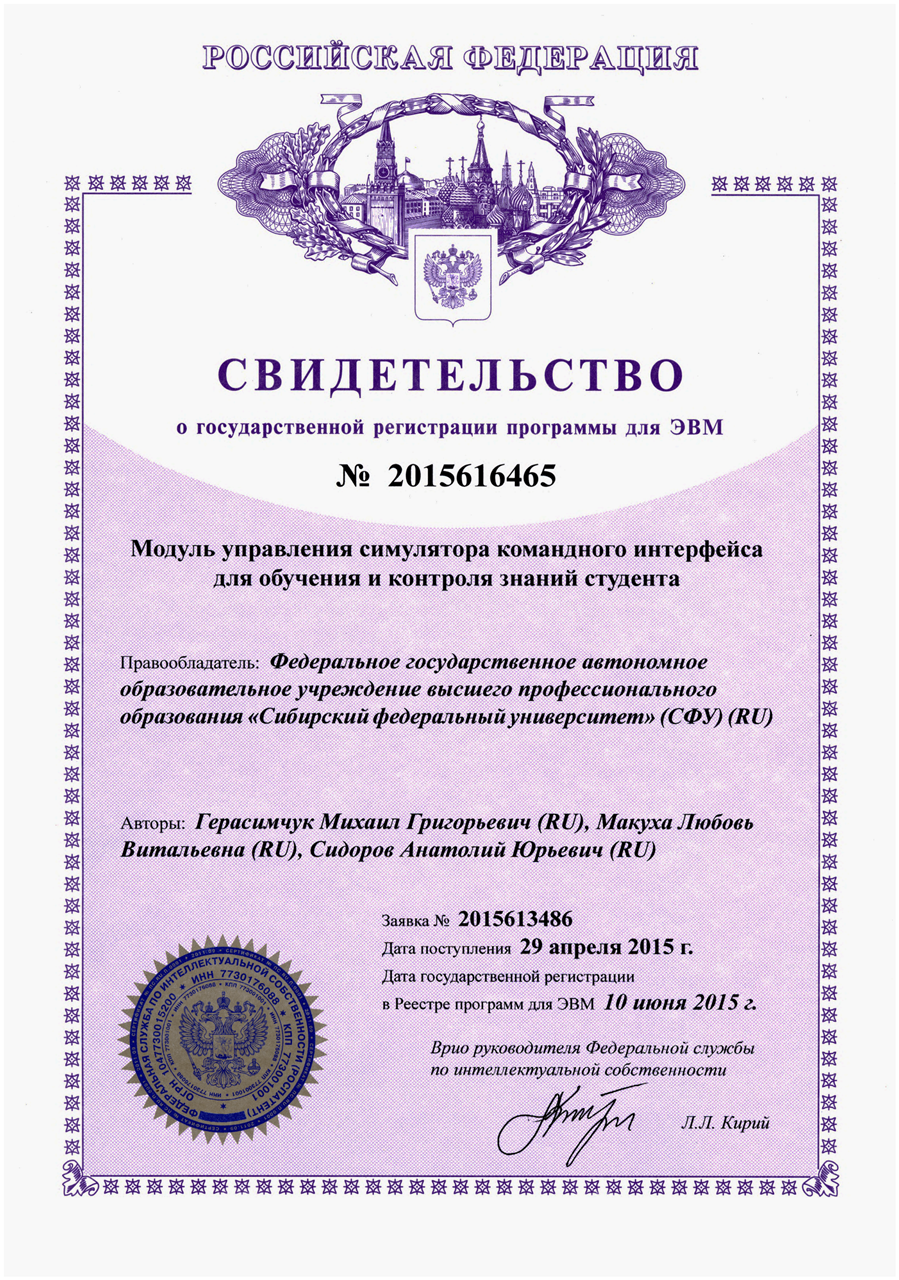 РОССИЙСКАЯ ФЕДЕРАЦИЯ
СВИДЕТЕЛЬСТВО
о государственной регистрации программы для ЭВМ
№ 2015616465
Модуль управления симулятора командного интерфейса
для обучения и контроля знаний студента
Правообладатель: Федеральное государственное автономное
образовательное учреждение высшего профессионального
образования «Сибирский федеральный университет» (СФУ) (RU)
Авторы: Герасимчук Михаил Григорьевич (RU), Макуха Любовь
Витальевна (RU), Сидоров Анатолий Юрьевич (RU)
Заявка № 2015613486
Дата поступления 29 апреля 2015 г.
Дата государственной регистрации
в Реестре программ для ЭВМ 10 июня 2015 г.
Врио руководителя Федеральной службы
по интеллектуальной собственности
Л.Л. Кирий
ФЕДЕРАЛЬНАЯ СЛУЖБА ПО ИНТЕЛЛЕКТУАЛЬНОЙ СОБСТВЕННОСТИ (РОСПАТЕНТ)
ОГРН 1047730015200 * ИНН 7730176088 * КПП 773001001